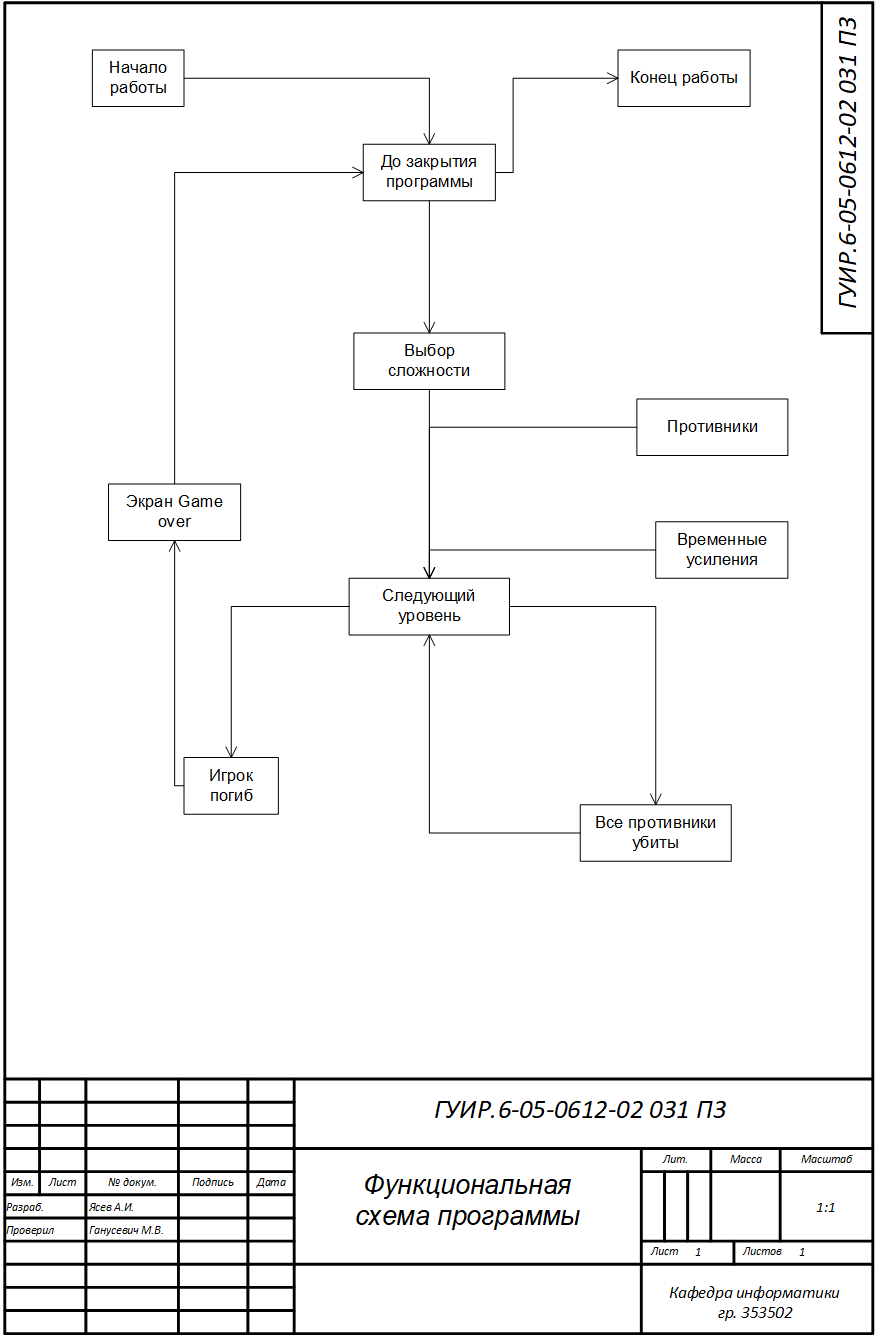 ГУИР.6-05-0612-02 031 ПЗ
Начало
работы
Конец работы
До закрытия
программы
Выбор
сложности
Противники
Экран Game
over
Временные
усиления
Следующий
уровень
Игрок
погиб
Все противники
убиты
ГУИР.6-05-0612-02 031 ПЗ
Изм. Лист № докум. Подпись Дата
Разраб. Ясев А.И.
Проверил Ганусевич М.В.
Функциональная
схема программы
Лит. Масса Масштаб
1:1
Лист 1 Листов 1
Кафедра информатики
гр. 353502